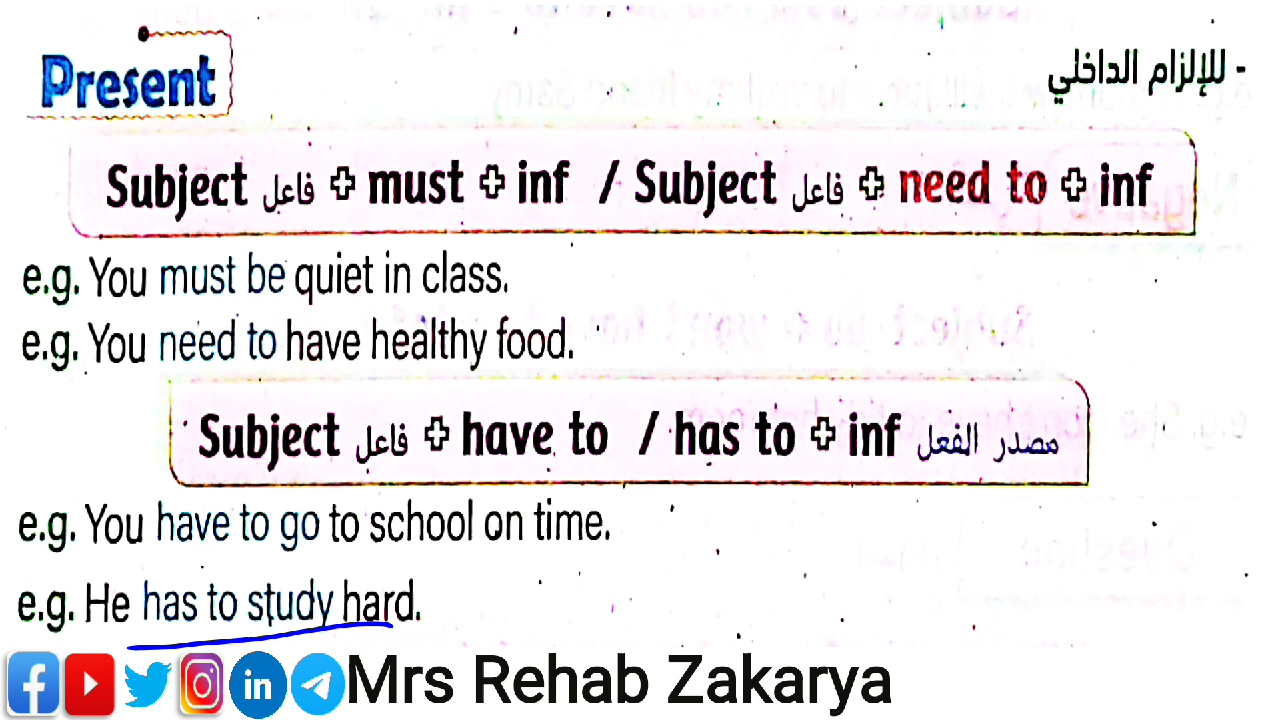 Present
- للإلزام الداخلي
Subject فاعل + must + inf / Subject فاعل + need to + inf
e.g. You must be quiet in class.
e.g. You need to have healthy food.
Subject فاعل + have to / has to + inf مصدر الفعل
e.g. You have to go to school on time.
e.g. He has to study hard.
Mrs Rehab Zakarya